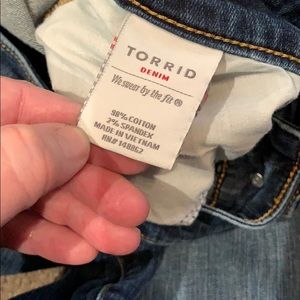 TORRID
DENIM
We swear by the fit ®
98% COTTON
2% SPANDEX
MADE IN VIETNAM
RN# 148862